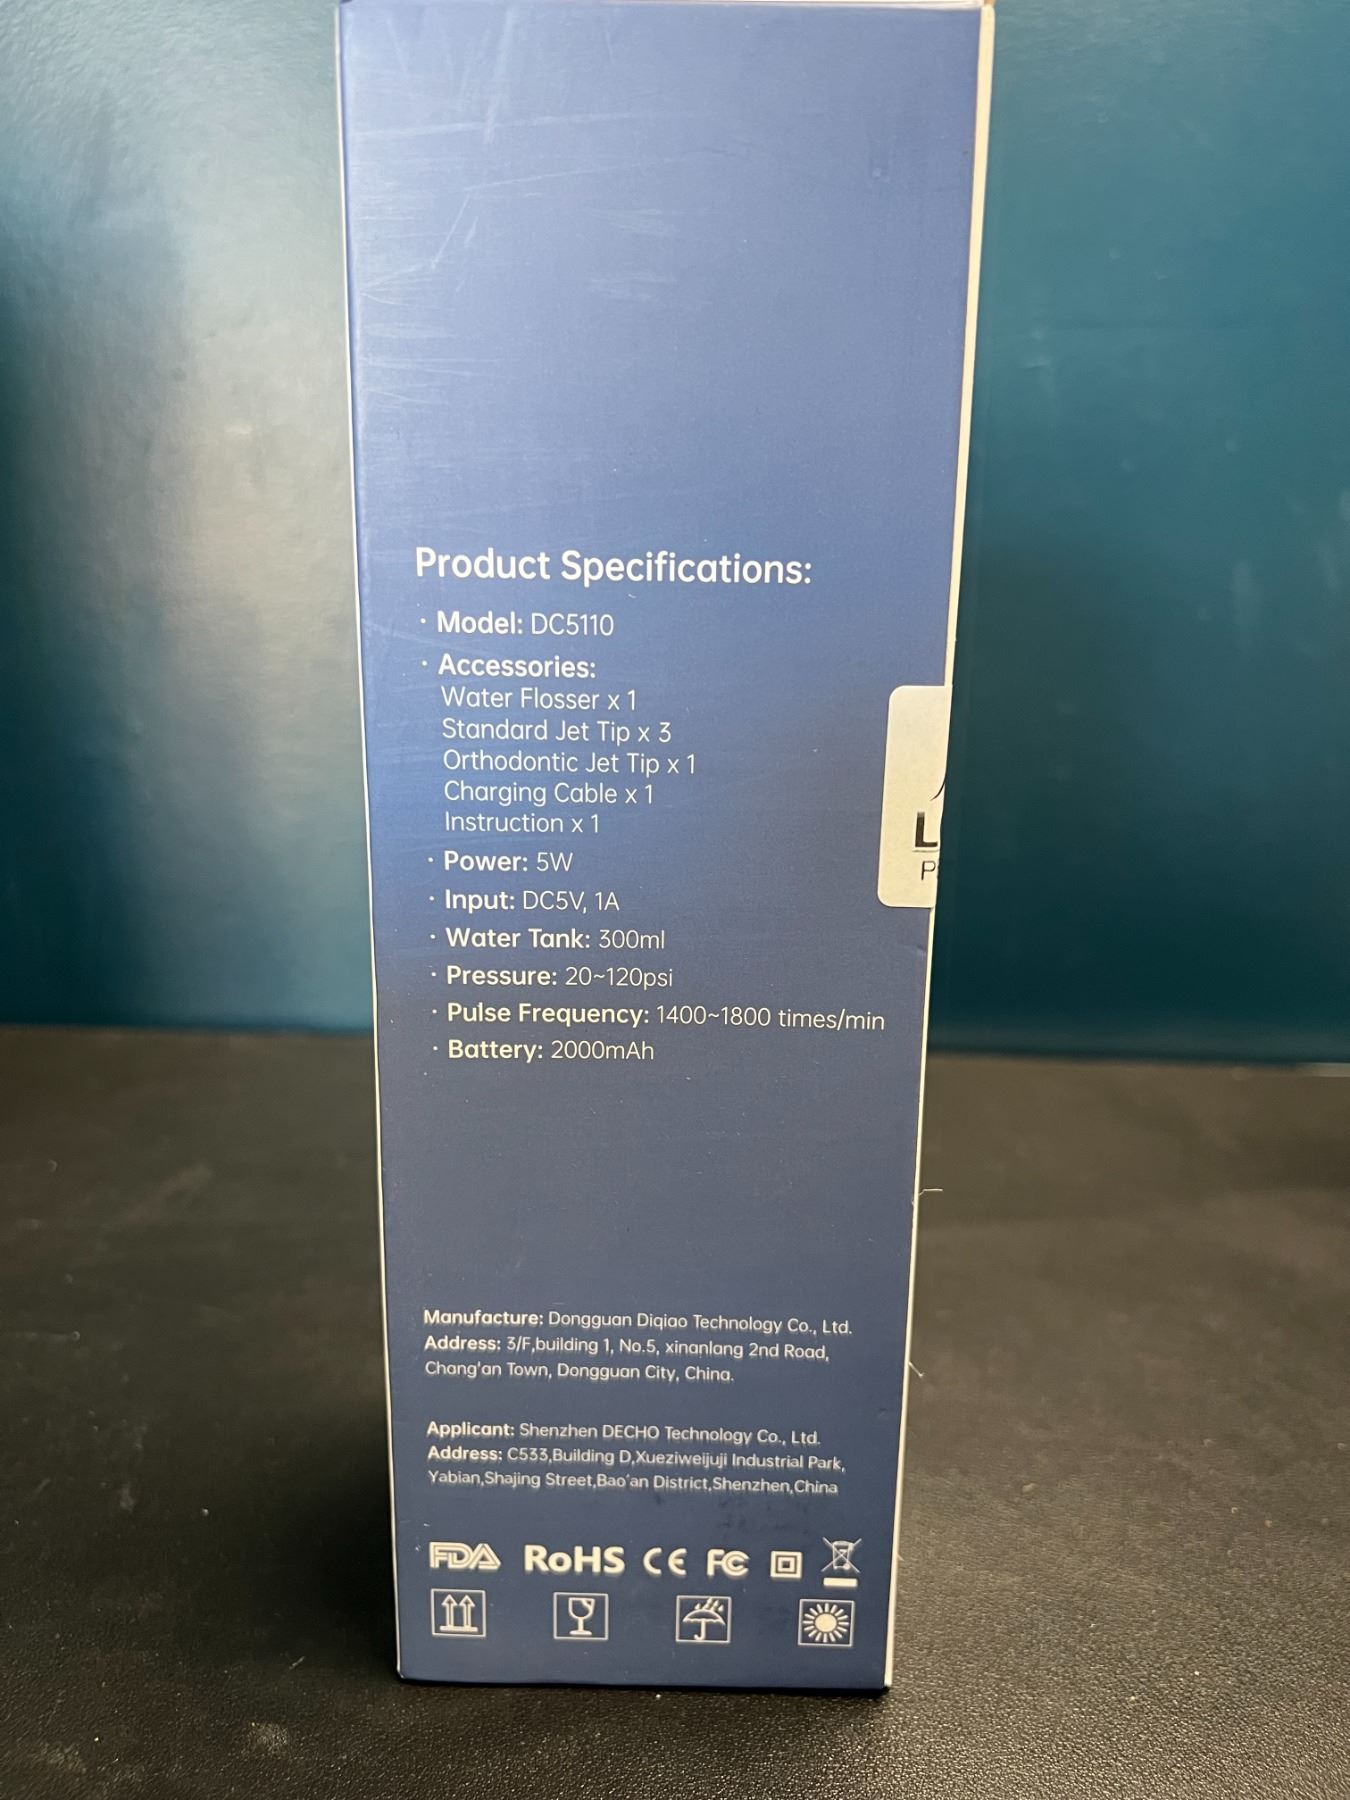 Product Specifications:
· Model: DC5110
· Accessories:
Water Flosser x 1
Standard Jet Tip x 3
Orthodontic Jet Tip x 1
Charging Cable x 1
Instruction x 1
· Power: 5W
· Input: DC5V, 1A
· Water Tank: 300ml
· Pressure: 20~120psi
· Pulse Frequency: 1400~1800 times/min
· Battery: 2000mAh
L
P
Manufacture: Dongguan Diqiao Technology Co., Ltd.
Address: 3/F,building 1, No.5, xinanlang 2nd Road,
Chang'an Town, Dongguan City, China.
Applicant: Shenzhen DECHO Technology Co., Ltd.
Address: C533,Building D,Xueziweijuji Industrial Park,
Yabian,Shajing Street,Bao'an District,Shenzhen,China
FDA RoHS CE FC